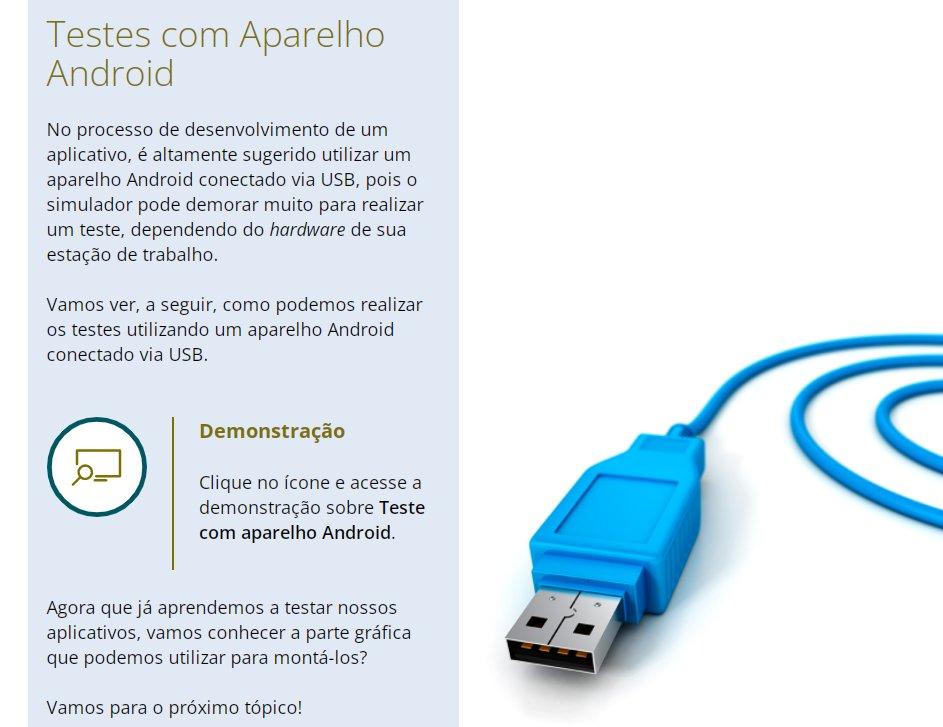 Testes com Aparelho
Android
No processo de desenvolvimento de um
aplicativo, é altamente sugerido utilizar um
aparelho Android conectado via USB, pois o
simulador pode demorar muito para realizar
um teste, dependendo do hardware de sua
estação de trabalho.
Vamos ver, a seguir, como podemos realizar
os testes utilizando um aparelho Android
conectado via USB.
Demonstração
Clique no ícone e acesse a
demonstração sobre Teste
com aparelho Android.
Agora que já aprendemos a testar nossos
aplicativos, vamos conhecer a parte gráfica
que podemos utilizar para montá-los?
Vamos para o próximo tópico!